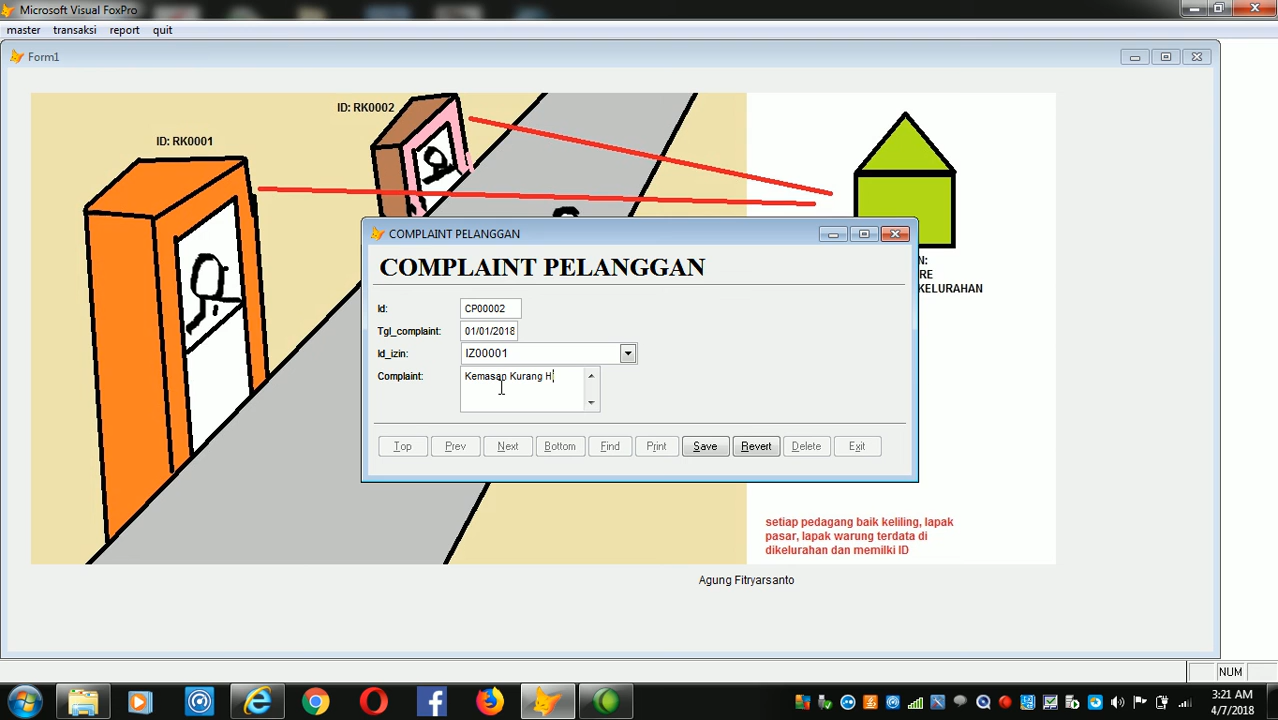 Microsoft Visual FoxPro
master transaksi report quit
Form1
ID: RK0002
ID: RK0001
COMPLAINT PELANGGAN
COMPLAINT PELANGGAN
Id: CP00002
Tgl_complaint: 01/01/2018
Id_izin: IZ00001
Complaint: Kemasan Kurang H
Top Prev Next Bottom Find Print Save Revert Delete Exit
N:
RE
KELURAHAN
setiap pedagang baik keliling, lapak
pasar, lapak warung terdata di
dikelurahan dan memilki ID
Agung Fitryarsanto
NUM
3:21 AM
4/7/2018